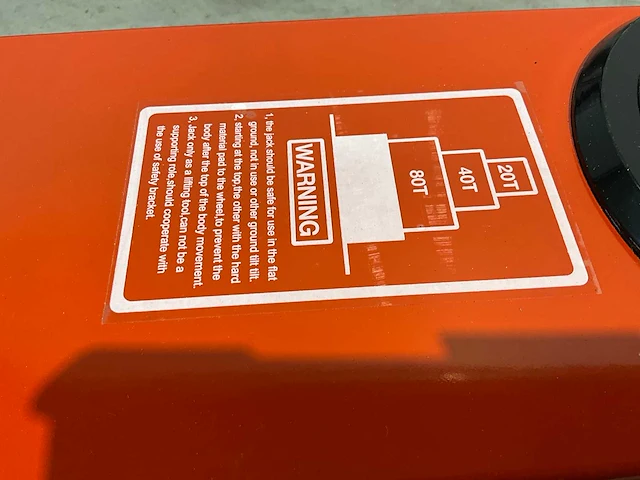 20T
40T
80T
WARNING
1, the jack should be safe for use in the flat
ground, not in use or other ground tilt tilt.
2, starting at the top,the other with the hard
material pad to the wheel,to prevent the
body after the top of the body movement.
3, Jack only as a lifting tool,can not be a
supporting role,should cooperate with
the use of safety bracket.